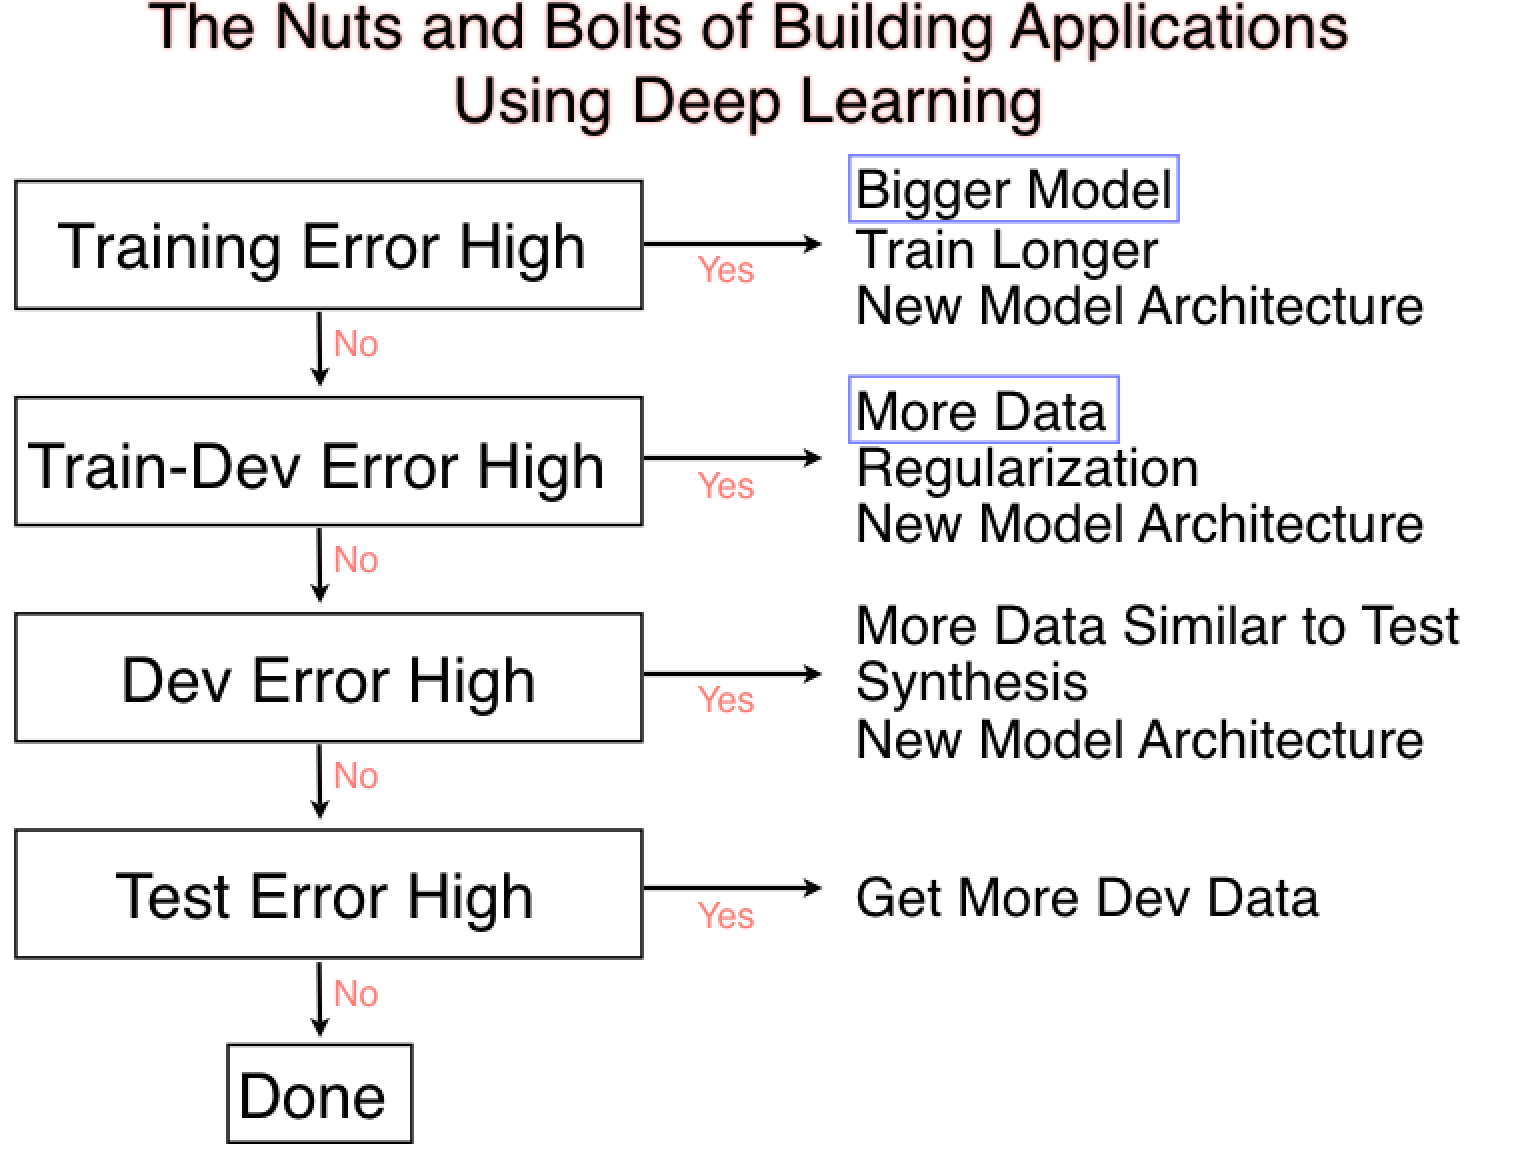 The Nuts and Bolts of Building Applications
Using Deep Learning
Training Error High
Yes
Bigger Model
Train Longer
New Model Architecture
No
Train-Dev Error High
Yes
More Data
Regularization
New Model Architecture
No
Dev Error High
Yes
More Data Similar to Test
Synthesis
New Model Architecture
No
Test Error High
Yes
Get More Dev Data
No
Done